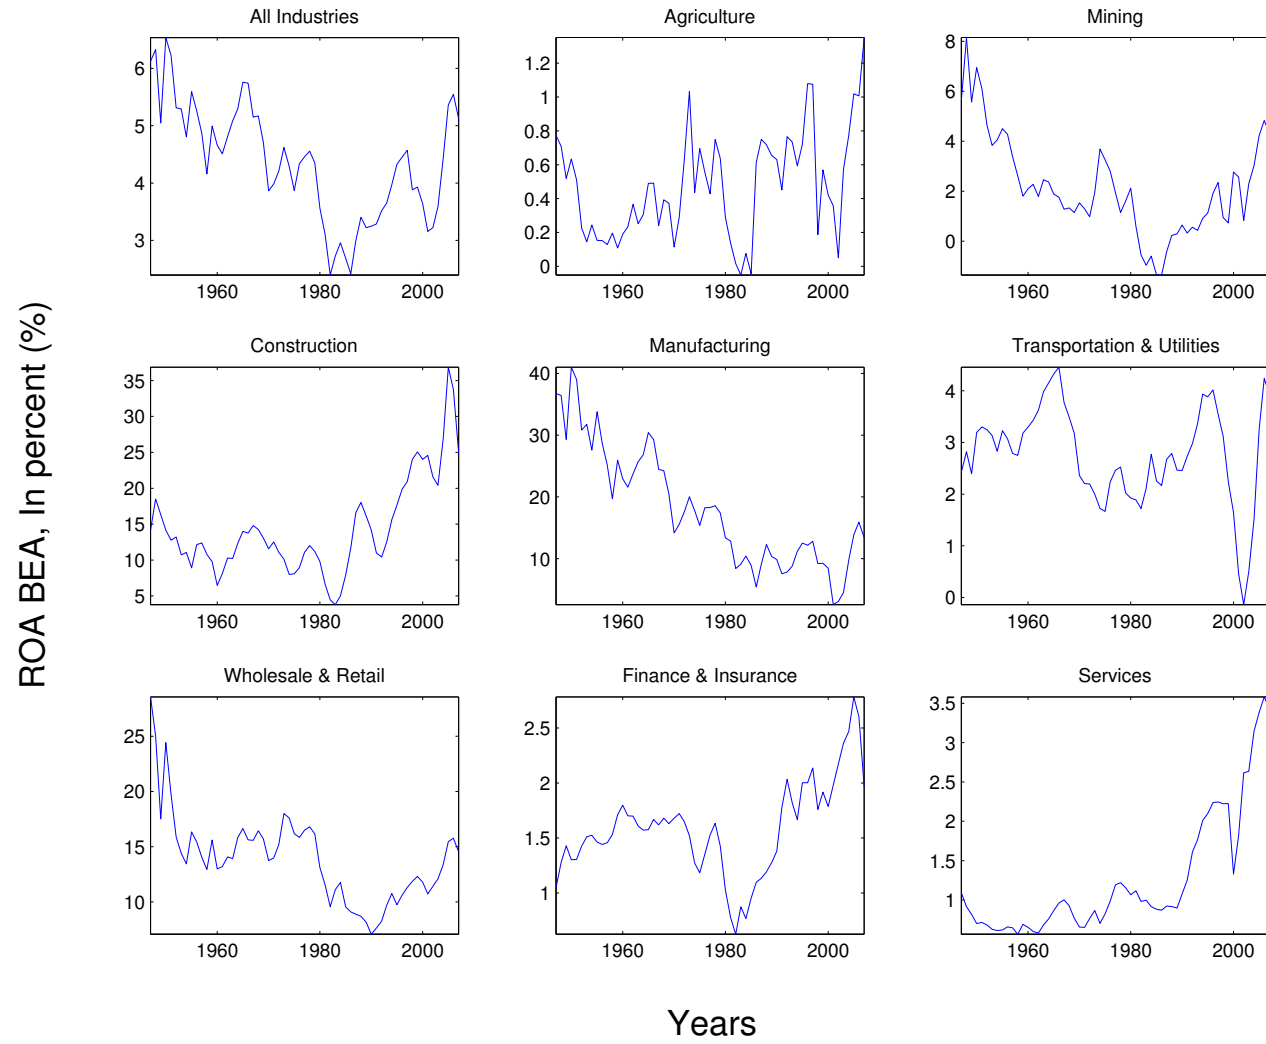 All Industries
6
5
4
3
1960 1980 2000
Agriculture
1.2
1
0.8
0.6
0.4
0.2
0
1960 1980 2000
Mining
8
6
4
2
0
1960 1980 2000
ROA BEA, In percent (%)
Construction
35
30
25
20
15
10
5
1960 1980 2000
Manufacturing
40
30
20
10
1960 1980 2000
Transportation & Utilities
4
3
2
1
0
1960 1980 2000
Wholesale & Retail
25
20
15
10
1960 1980 2000
Finance & Insurance
2.5
2
1.5
1
1960 1980 2000
Services
3.5
3
2.5
2
1.5
1
1960 1980 2000
Years